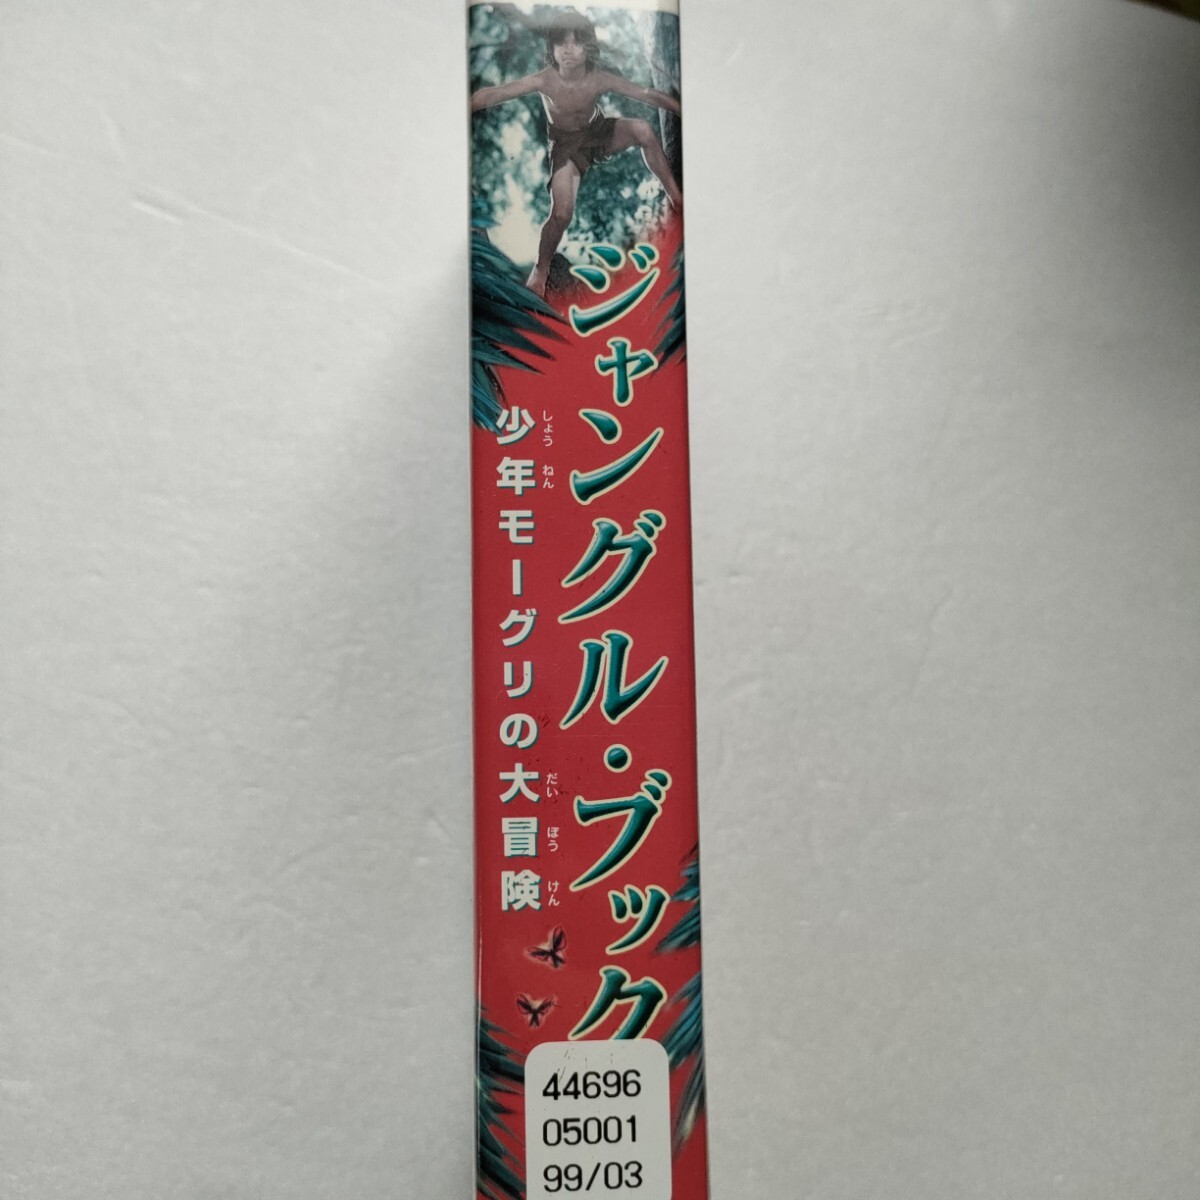 ジャングル・ブック
少年モーグリの大冒険
しょう ねん
だい ぼう けん
44696
05001
99/03